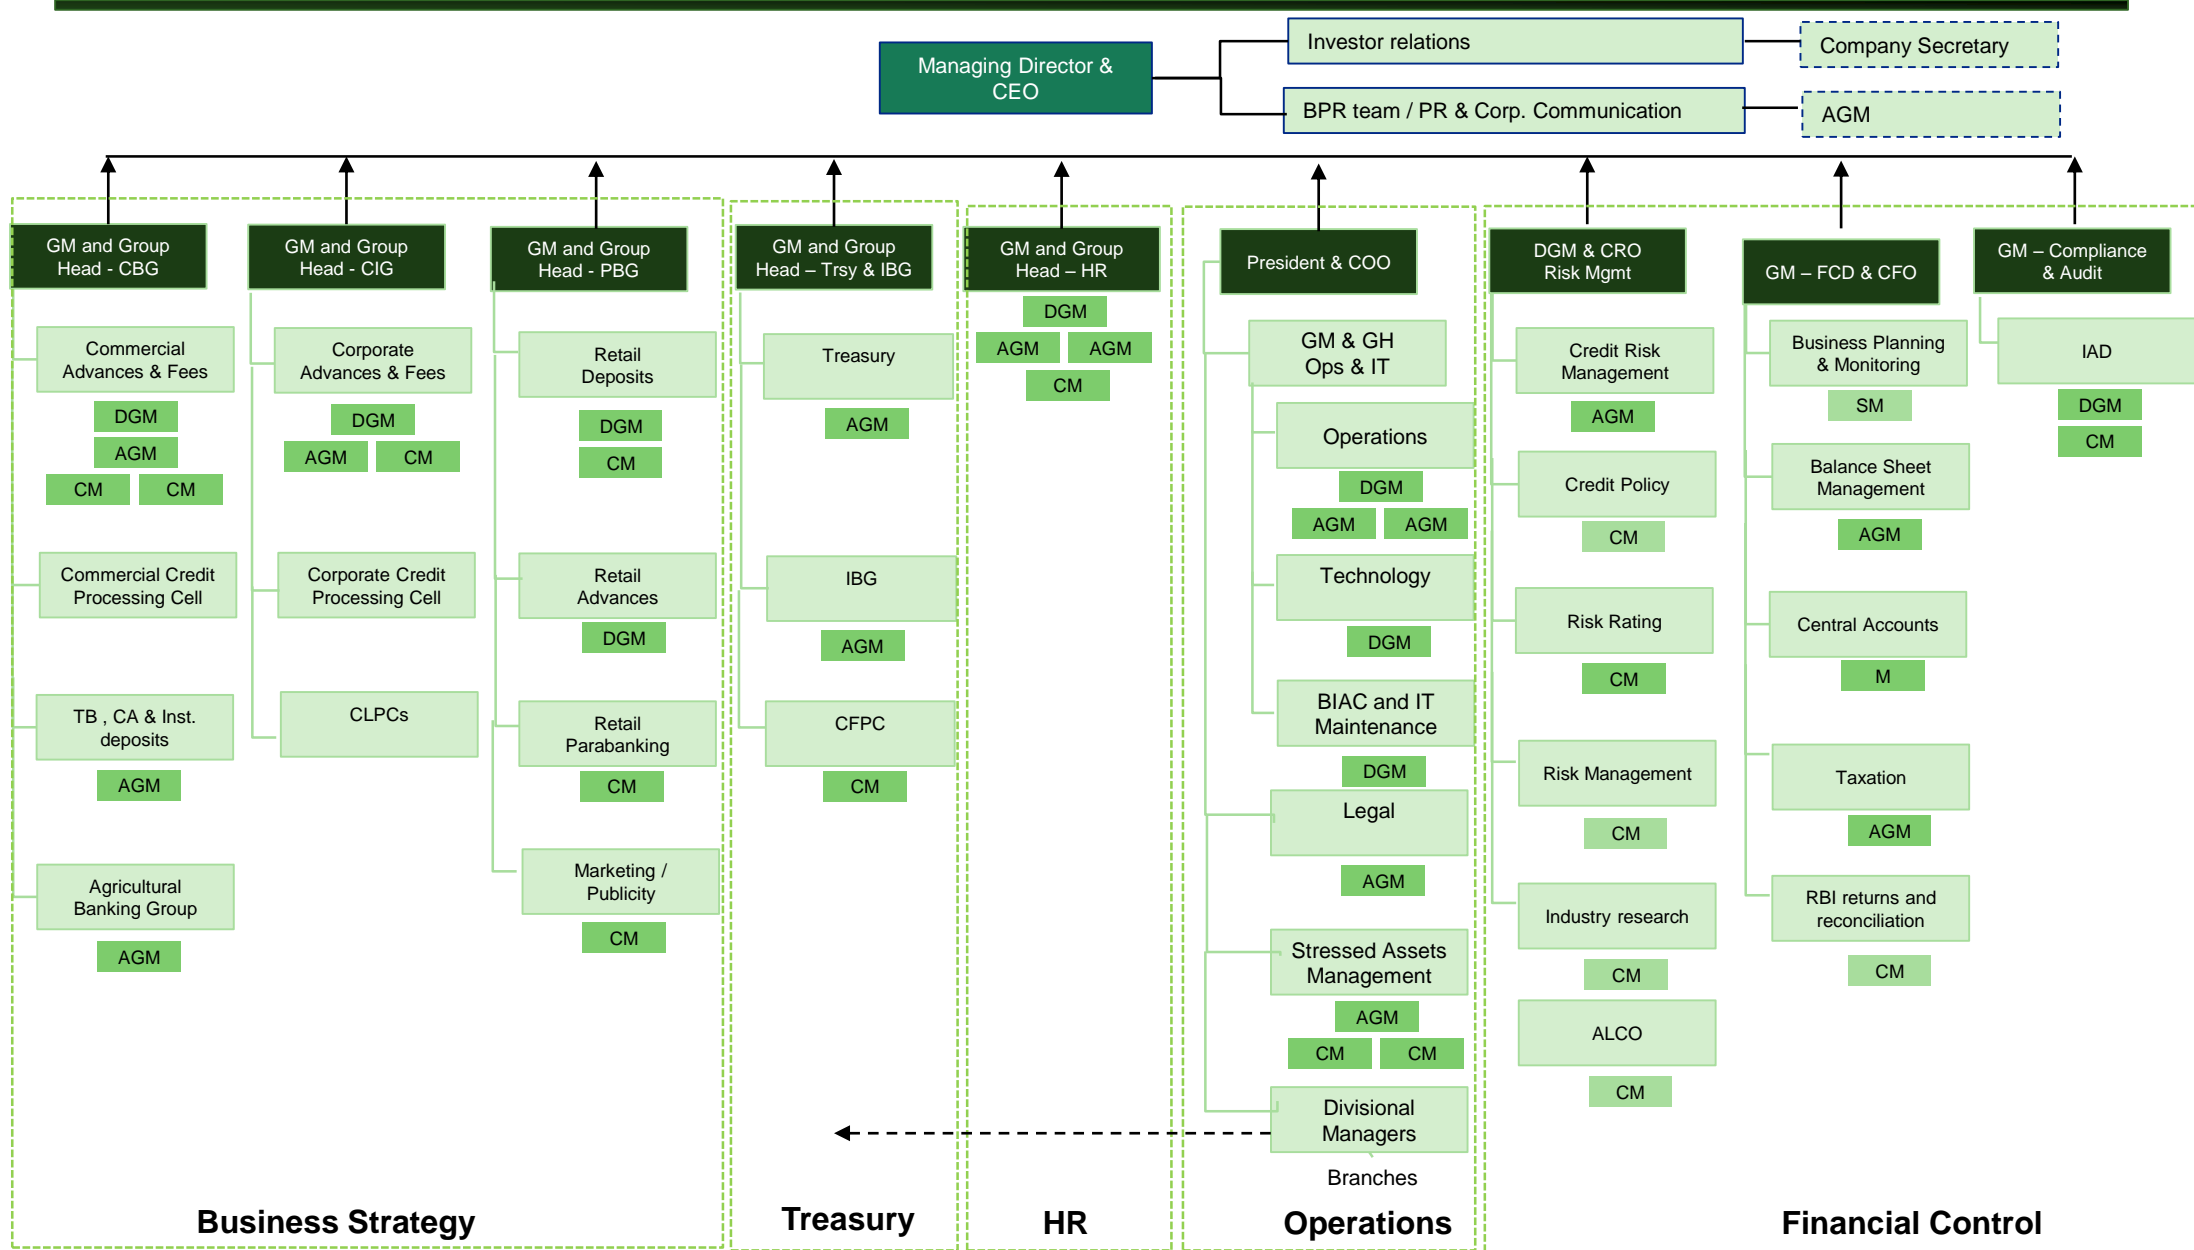 Managing Director &
CEO
Investor relations
Company Secretary
BPR team / PR & Corp. Communication
AGM
GM and Group
Head - CBG
Commercial
Advances & Fees
DGM
AGM
CM
CM
Commercial Credit
Processing Cell
TB , CA & Inst.
deposits
AGM
Agricultural
Banking Group
AGM
GM and Group
Head - CIG
Corporate
Advances & Fees
DGM
AGM
CM
Corporate Credit
Processing Cell
CLPCs
GM and Group
Head - PBG
Retail
Deposits
DGM
CM
Retail
Advances
DGM
Retail
Parabanking
CM
Marketing /
Publicity
CM
Business Strategy
GM and Group
Head – Trsy & IBG
Treasury
AGM
IBG
AGM
CFPC
CM
Treasury
GM and Group
Head – HR
DGM
AGM
AGM
CM
HR
President & COO
GM & GH
Ops & IT
Operations
DGM
AGM
AGM
Technology
DGM
BIAC and IT
Maintenance
DGM
Legal
AGM
Stressed Assets
Management
AGM
CM
CM
Divisional
Managers
Branches
Operations
DGM & CRO
Risk Mgmt
Credit Risk
Management
AGM
Credit Policy
CM
Risk Rating
CM
Risk Management
CM
Industry research
CM
ALCO
CM
GM – FCD & CFO
Business Planning
& Monitoring
SM
Balance Sheet
Management
AGM
Central Accounts
M
Taxation
AGM
RBI returns and
reconciliation
CM
GM – Compliance
& Audit
IAD
DGM
CM
Financial Control